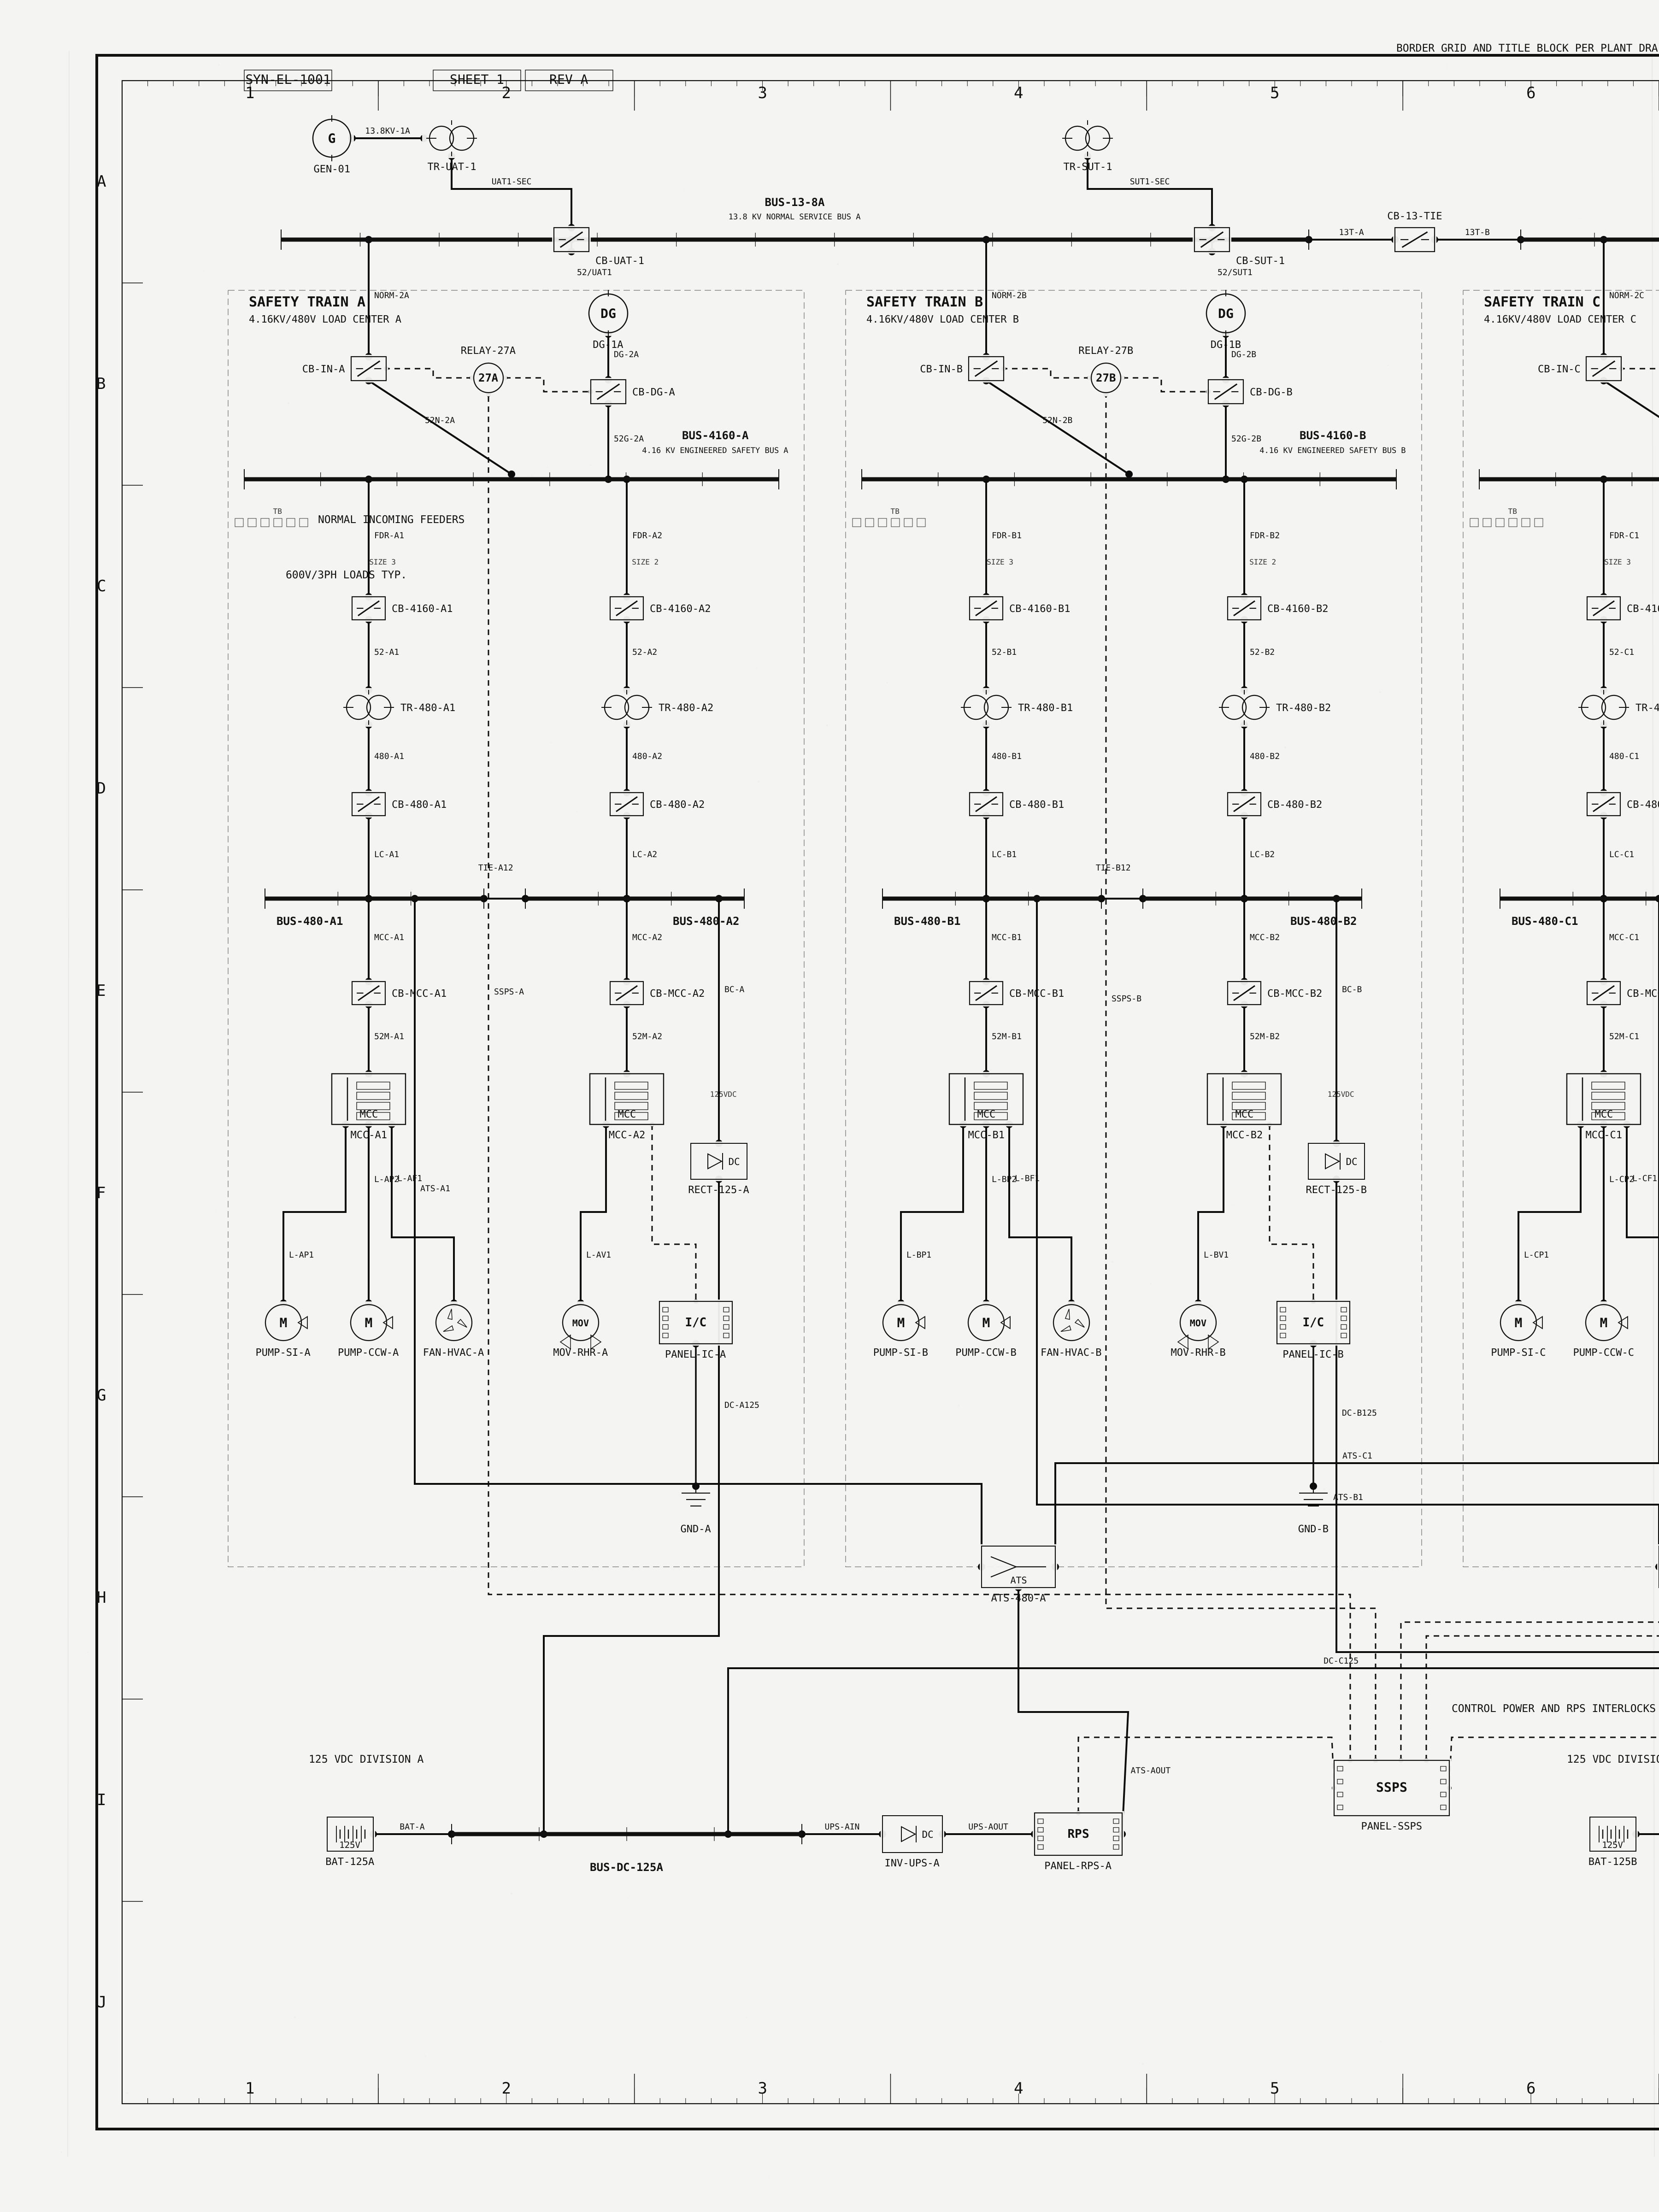 BORDER GRID AND TITLE BLOCK PER PLANT DRA
SYN-EL-1001 SHEET 1 REV A
1 2 3 4 5 6
G 13.8KV-1A
GEN-01 TR-UAT-1 TR-SUT-1
A UAT1-SEC SUT1-SEC
BUS-13-8A
13.8 KV NORMAL SERVICE BUS A CB-13-TIE
13T-A 13T-B
CB-UAT-1 CB-SUT-1
52/UAT1 52/SUT1
NORM-2A NORM-2B NORM-2C
SAFETY TRAIN A SAFETY TRAIN B SAFETY TRAIN C
4.16KV/480V LOAD CENTER A 4.16KV/480V LOAD CENTER B 4.16KV/480V LOAD CENTER C
DG DG
DG-1A DG-1B
RELAY-27A DG-2A RELAY-27B DG-2B
CB-IN-A 27A CB-IN-B 27B CB-IN-C
B CB-DG-A CB-DG-B
52N-2A 52N-2B
52G-2A BUS-4160-A 52G-2B BUS-4160-B
4.16 KV ENGINEERED SAFETY BUS A 4.16 KV ENGINEERED SAFETY BUS B
TB TB TB
NORMAL INCOMING FEEDERS
FDR-A1 FDR-A2 FDR-B1 FDR-B2 FDR-C1
SIZE 3 SIZE 2 SIZE 3 SIZE 2 SIZE 3
600V/3PH LOADS TYP.
C
CB-4160-A1 CB-4160-A2 CB-4160-B1 CB-4160-B2 CB-416
52-A1 52-A2 52-B1 52-B2 52-C1
TR-480-A1 TR-480-A2 TR-480-B1 TR-480-B2 TR-4
480-A1 480-A2 480-B1 480-B2 480-C1
D
CB-480-A1 CB-480-A2 CB-480-B1 CB-480-B2 CB-480
LC-A1 LC-A2 LC-B1 LC-B2 LC-C1
TIE-A12 TIE-B12
BUS-480-A1 BUS-480-A2 BUS-480-B1 BUS-480-B2 BUS-480-C1
MCC-A1 MCC-A2 MCC-B1 MCC-B2 MCC-C1
E
CB-MCC-A1 SSPS-A CB-MCC-A2 BC-A CB-MCC-B1 SSPS-B CB-MCC-B2 BC-B CB-MC
52M-A1 52M-A2 52M-B1 52M-B2 52M-C1
125VDC 125VDC
MCC MCC MCC MCC MCC
MCC-A1 MCC-A2 MCC-B1 MCC-B2 MCC-C1
DC DC
L-AP2 L-AF1 L-BP2 L-BF1 L-CP2 L-CF1
F ATS-A1 RECT-125-A RECT-125-B
L-AP1 L-AV1 L-BP1 L-BV1 L-CP1
M M MOV I/C M M MOV I/C M M
PUMP-SI-A PUMP-CCW-A FAN-HVAC-A MOV-RHR-A PANEL-IC-A PUMP-SI-B PUMP-CCW-B FAN-HVAC-B MOV-RHR-B PANEL-IC-B PUMP-SI-C PUMP-CCW-C
G
DC-A125 DC-B125
ATS-C1
ATS-B1
GND-A GND-B
ATS
H ATS-480-A
DC-C125
CONTROL POWER AND RPS INTERLOCKS
125 VDC DIVISION A 125 VDC DIVISIO
ATS-AOUT
I SSPS
PANEL-SSPS
BAT-A UPS-AIN UPS-AOUT
125V DC RPS 125V
BAT-125A BUS-DC-125A INV-UPS-A PANEL-RPS-A BAT-125B
J
1 2 3 4 5 6